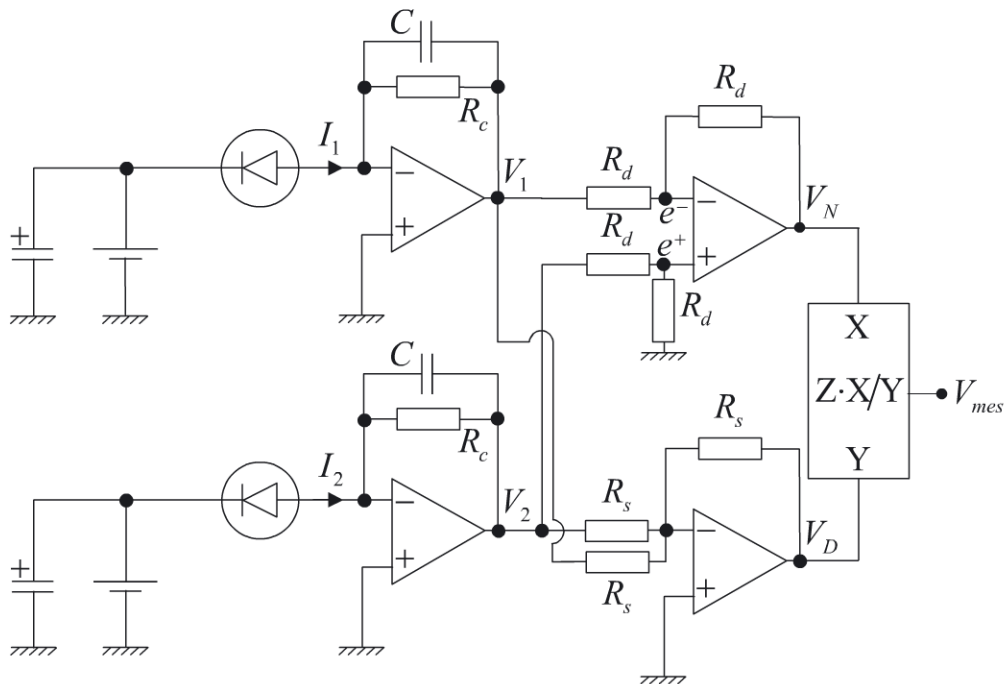 C
R_c
I_1
+
−
+
V_1
R_d
R_d
R_d
e^−
e^+
−
+
R_d
V_N
X
Z·X/Y
Y
V_mes
C
R_c
I_2
+
−
+
V_2
R_s
R_s
R_s
−
+
V_D